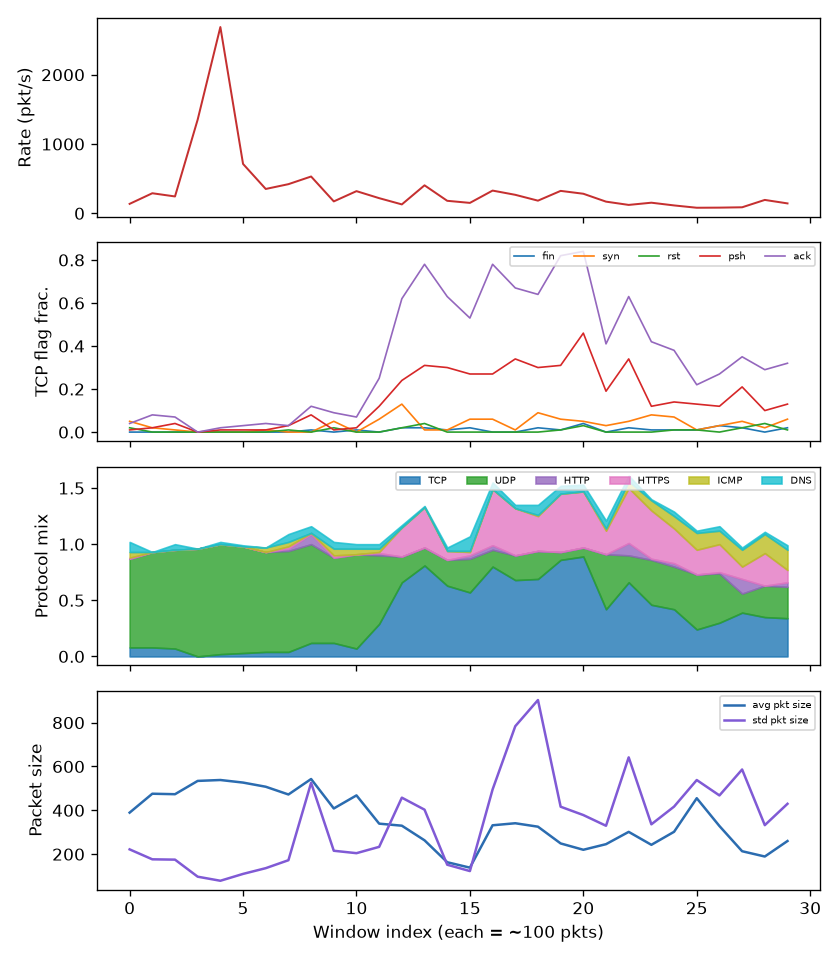 Rate (pkt/s)
2000
1000
0
TCP flag frac.
0.8
0.6
0.4
0.2
0.0
fin syn rst psh ack
Protocol mix
1.5
1.0
0.5
0.0
TCP UDP HTTP HTTPS ICMP DNS
Packet size
800
600
400
200
avg pkt size
std pkt size
0 5 10 15 20 25 30
Window index (each = ~100 pkts)